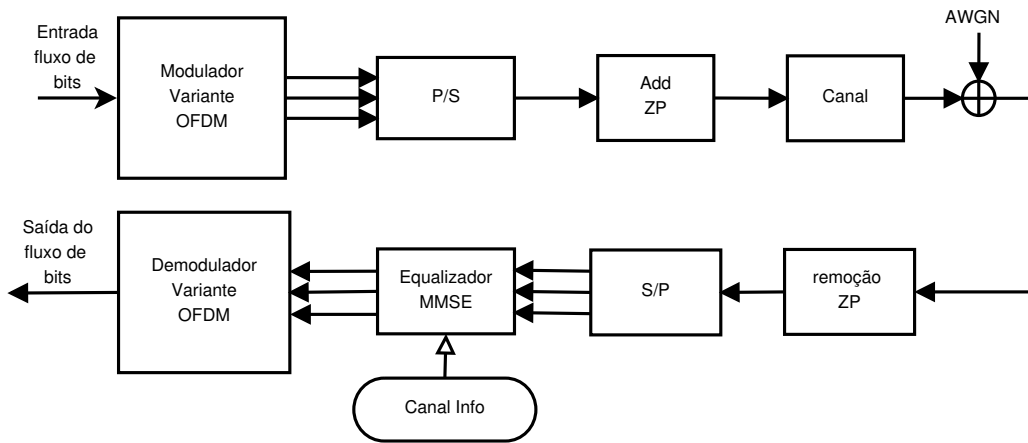 Entrada
fluxo de
bits
Modulador
Variante
OFDM
P/S
Add
ZP
Canal
AWGN
Saída do
fluxo de
bits
Demodulador
Variante
OFDM
Equalizador
MMSE
S/P
remoção
ZP
Canal Info